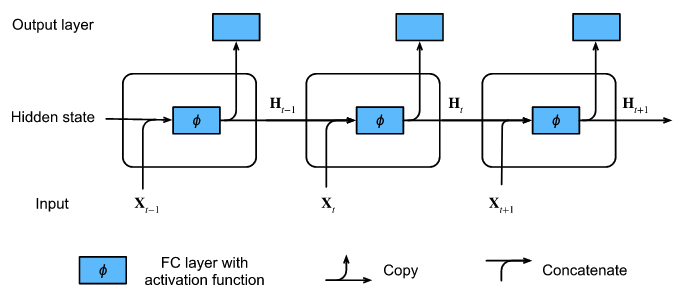 Output layer
Hidden state
ϕ
H_{t−1}
ϕ
H_t
ϕ
H_{t+1}
Input
X_{t−1}
X_t
X_{t+1}
ϕ
FC layer with
activation function
Copy
Concatenate